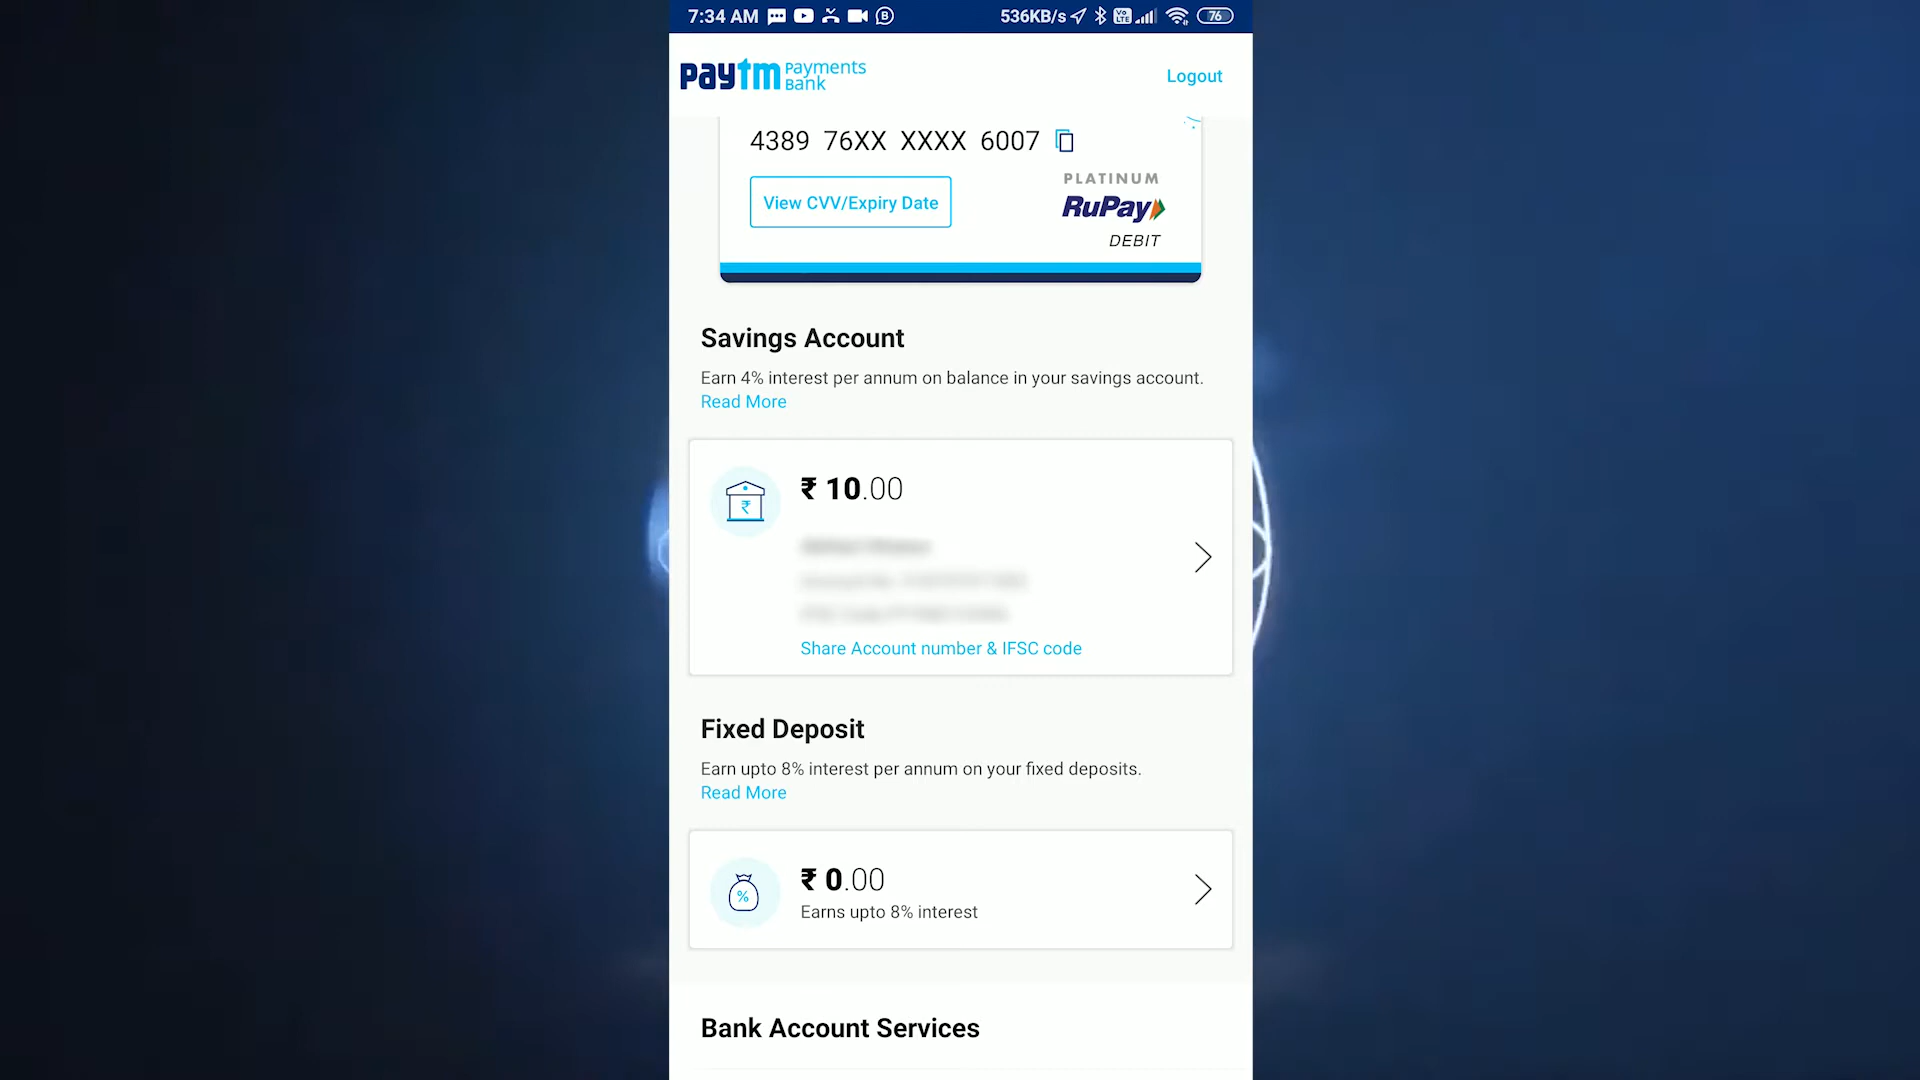 7:34 AM
536KB/s
Vo LTE
76
paytm Payments Bank
Logout
4389 76XX XXXX 6007
View CVV/Expiry Date
PLATINUM
RuPay
DEBIT
Savings Account
Earn 4% interest per annum on balance in your savings account.
Read More
₹ 10.00
Share Account number & IFSC code
Fixed Deposit
Earn upto 8% interest per annum on your fixed deposits.
Read More
₹ 0.00
Earns upto 8% interest
Bank Account Services